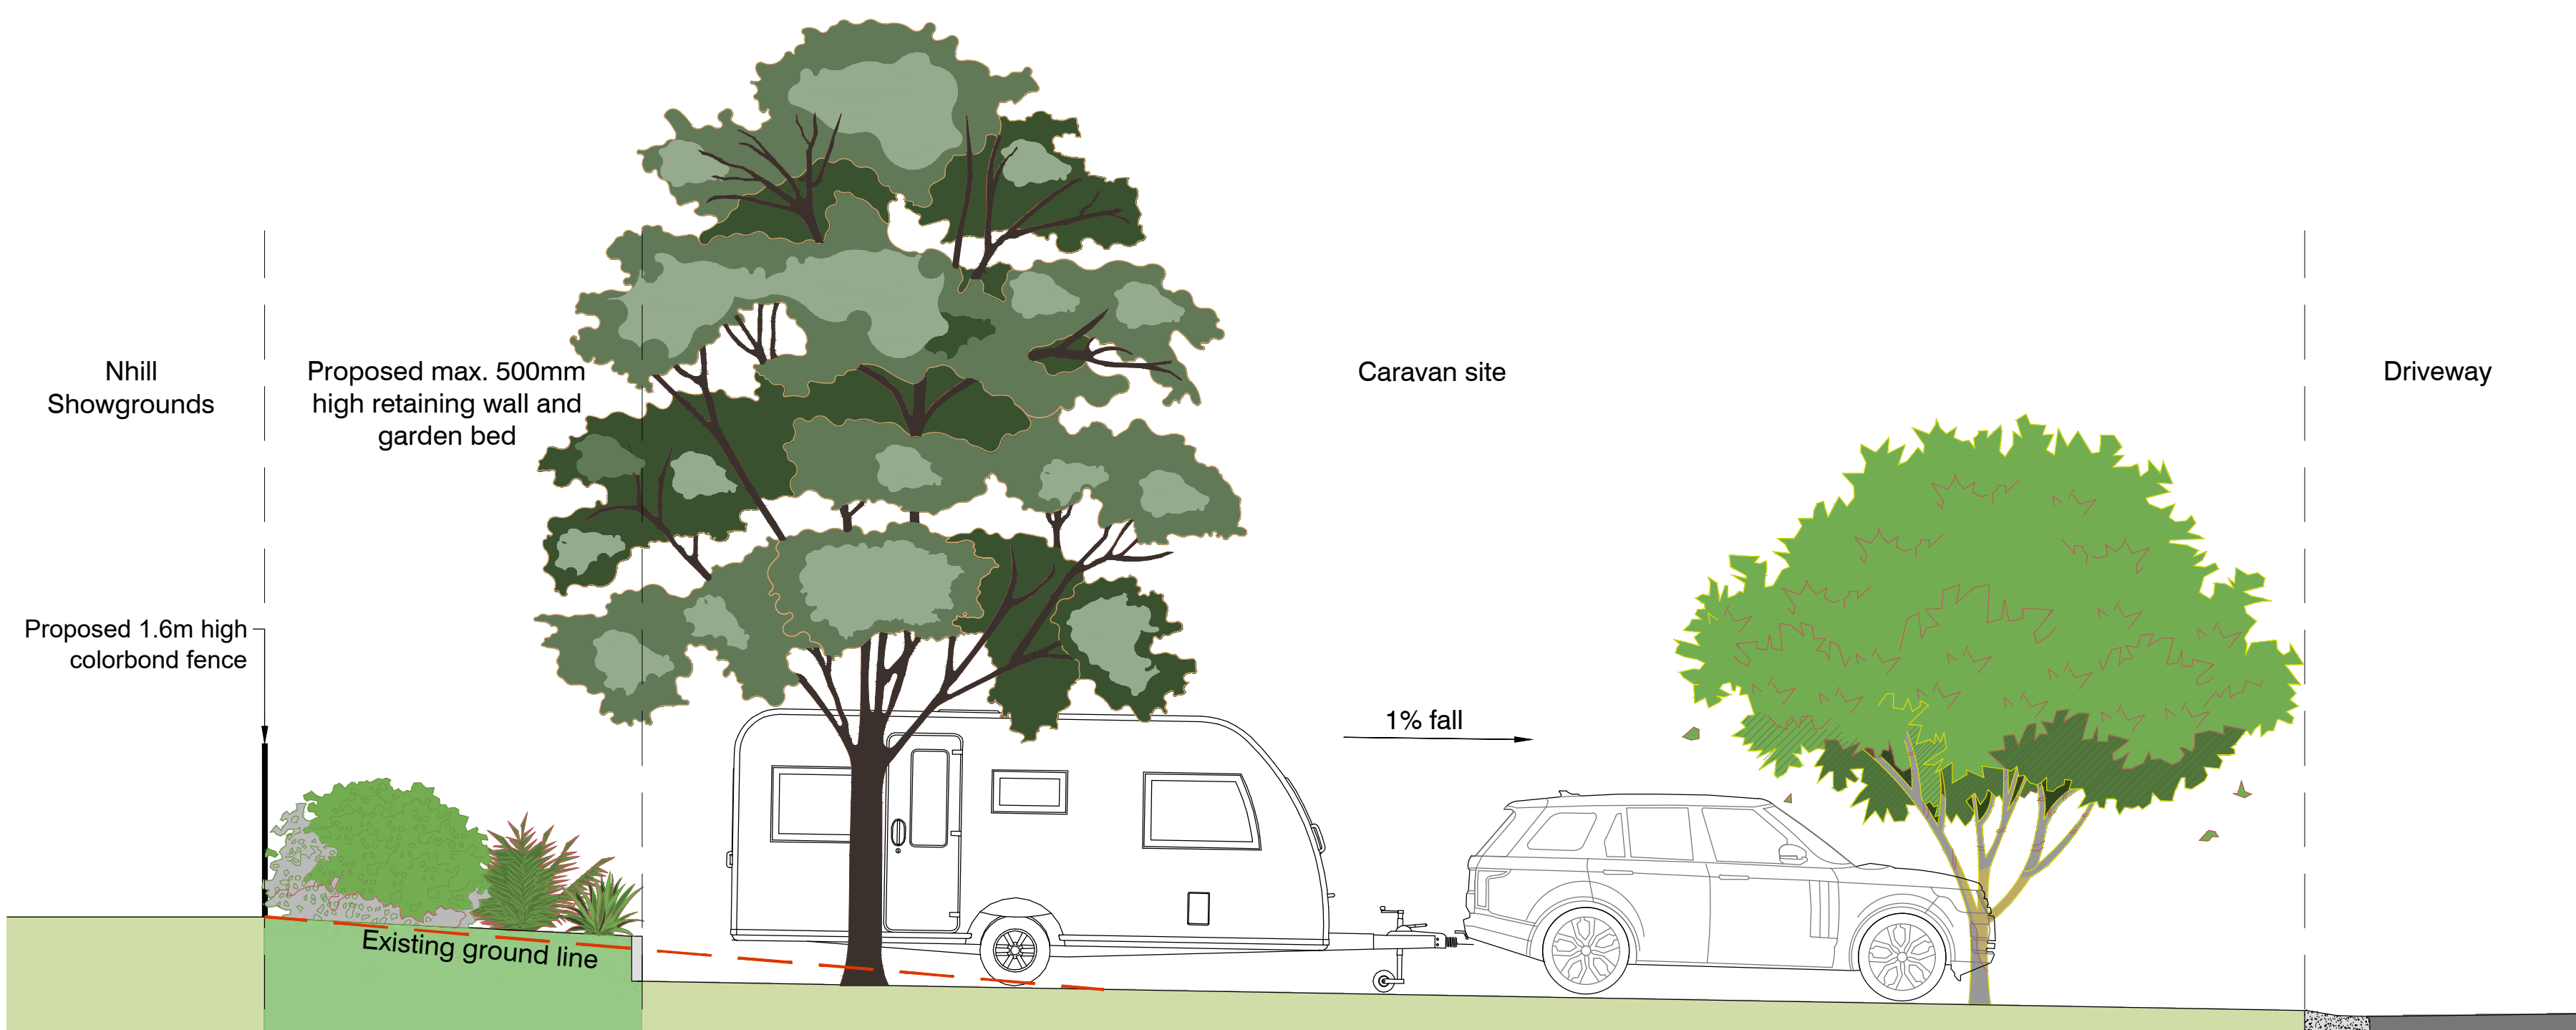 Nhill
Showgrounds
Proposed max. 500mm
high retaining wall and
garden bed
Caravan site
Driveway
Proposed 1.6m high
colorbond fence
1% fall
Existing ground line